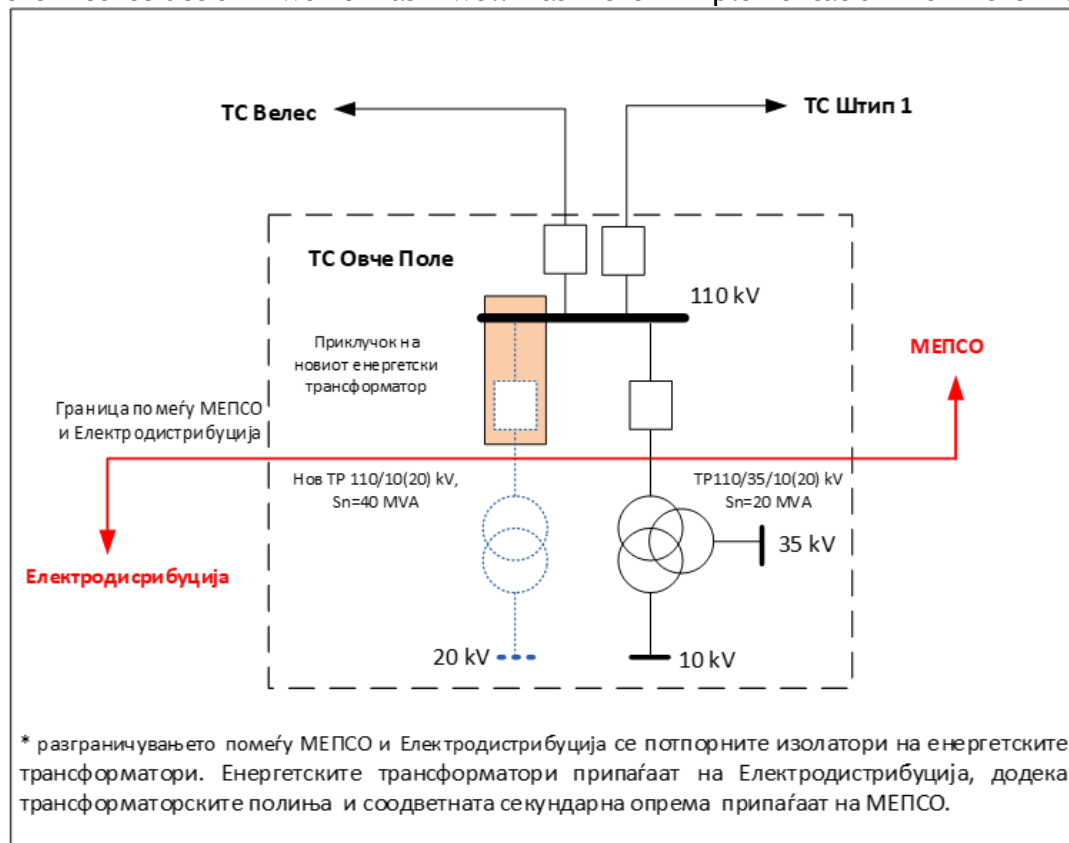 ТС Велес
ТС Штип 1
ТС Овче Поле
110 kV
Приклучок на
новиот енергетски
трансформатор
МЕПСО
Граница помеѓу МЕПСО
и Електродистрибуција
Нов ТР 110/10(20) kV,
Sn=40 MVA
ТР110/35/10(20) kV
Sn=20 MVA
35 kV
Електродисрибуција
20 kV
10 kV
* разграничувањето помеѓу МЕПСО и Електродистрибуција се потпорните изолатори на енергетските
трансформатори. Енергетските трансформатори припаѓаат на Електродистрибуција, додека
трансформаторските полиња и соодветната секундарна опрема припаѓаат на МЕПСО.